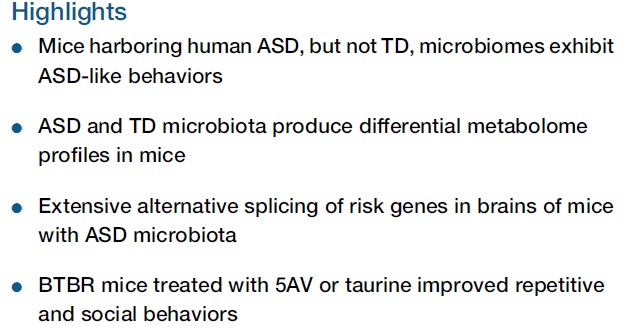 Highlights
● Mice harboring human ASD, but not TD, microbiomes exhibit
ASD-like behaviors
● ASD and TD microbiota produce differential metabolome
profiles in mice
● Extensive alternative splicing of risk genes in brains of mice
with ASD microbiota
● BTBR mice treated with 5AV or taurine improved repetitive
and social behaviors